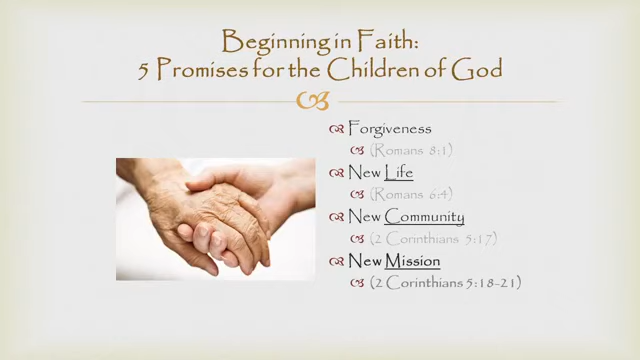 Beginning in Faith:
5 Promises for the Children of God
Forgiveness
(Romans 8:1)
New Life
(Romans 6:4)
New Community
(2 Corinthians 5:17)
New Mission
(2 Corinthians 5:18-21)